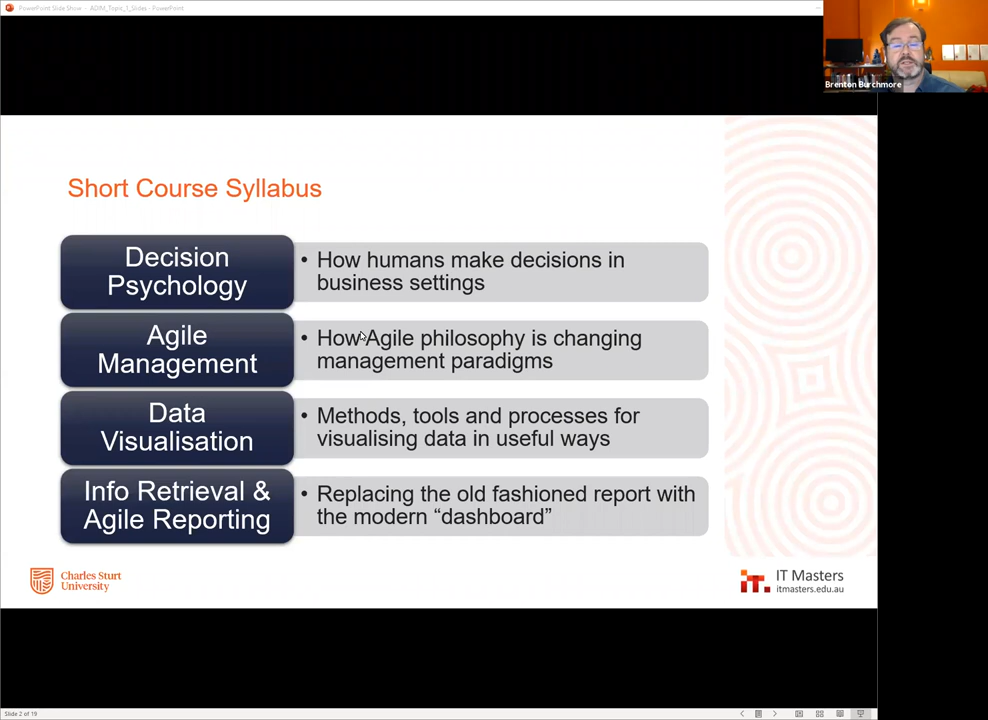 PowerPoint Slide Show - ADIM_Topic_1_Slides - PowerPoint
Brenton Burchmore
Short Course Syllabus
Decision
Psychology
• How humans make decisions in
business settings
Agile
Management
• How Agile philosophy is changing
management paradigms
Data
Visualisation
• Methods, tools and processes for
visualising data in useful ways
Info Retrieval &
Agile Reporting
• Replacing the old fashioned report with
the modern “dashboard”
Charles Sturt
University
IT Masters
itmasters.edu.au
Slide 2 of 19